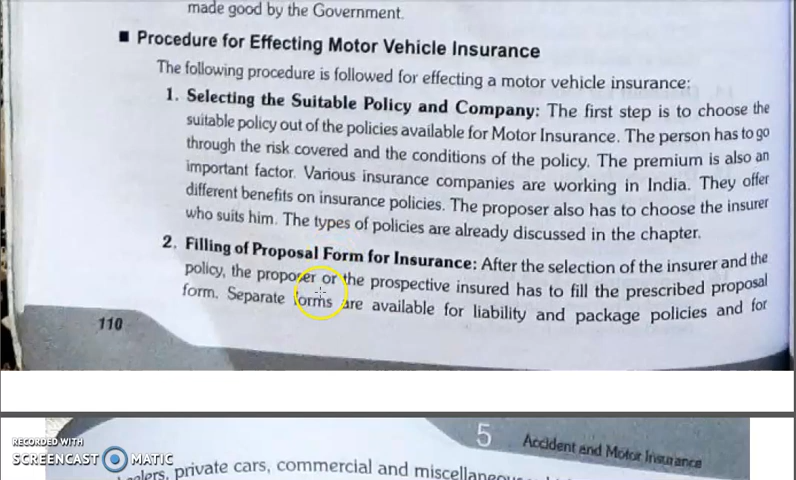 made good by the Government.
■ Procedure for Effecting Motor Vehicle Insurance
The following procedure is followed for effecting a motor vehicle insurance:
1. Selecting the Suitable Policy and Company: The first step is to choose the
suitable policy out of the policies available for Motor Insurance. The person has to go
through the risk covered and the conditions of the policy. The premium is also an
important factor. Various insurance companies are working in India. They offer
different benefits on insurance policies. The proposer also has to choose the insurer
who suits him. The types of policies are already discussed in the chapter.
2. Filling of Proposal Form for Insurance: After the selection of the insurer and the
policy, the proposer or the prospective insured has to fill the prescribed proposal
form. Separate forms are available for liability and package policies and for
110
5 Accident and Motor Insurance
RECORDED WITH
SCREENCAST MATIC
private cars, commercial and